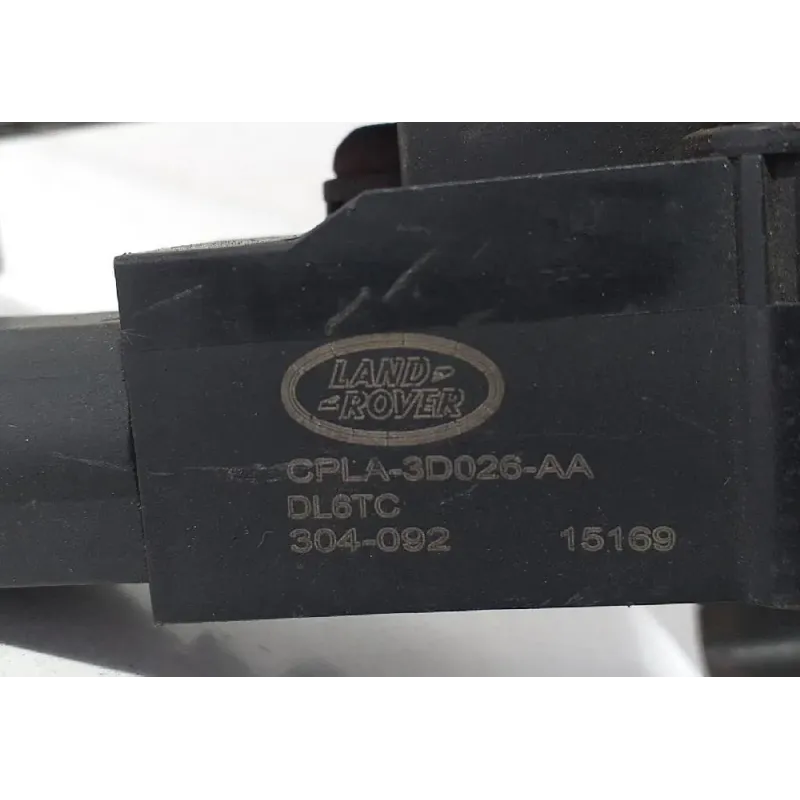 LAND
ROVER
CPLA-3D026-AA
DL6TC
304-092 15169